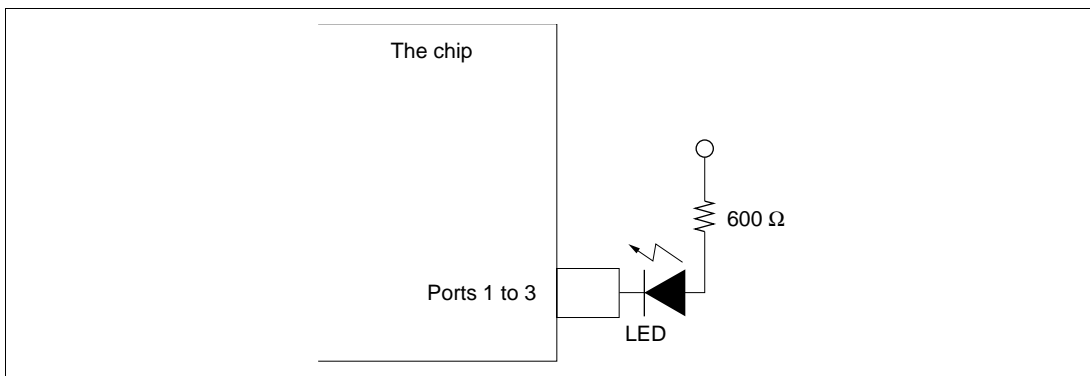 The chip
600 Ω
Ports 1 to 3
LED